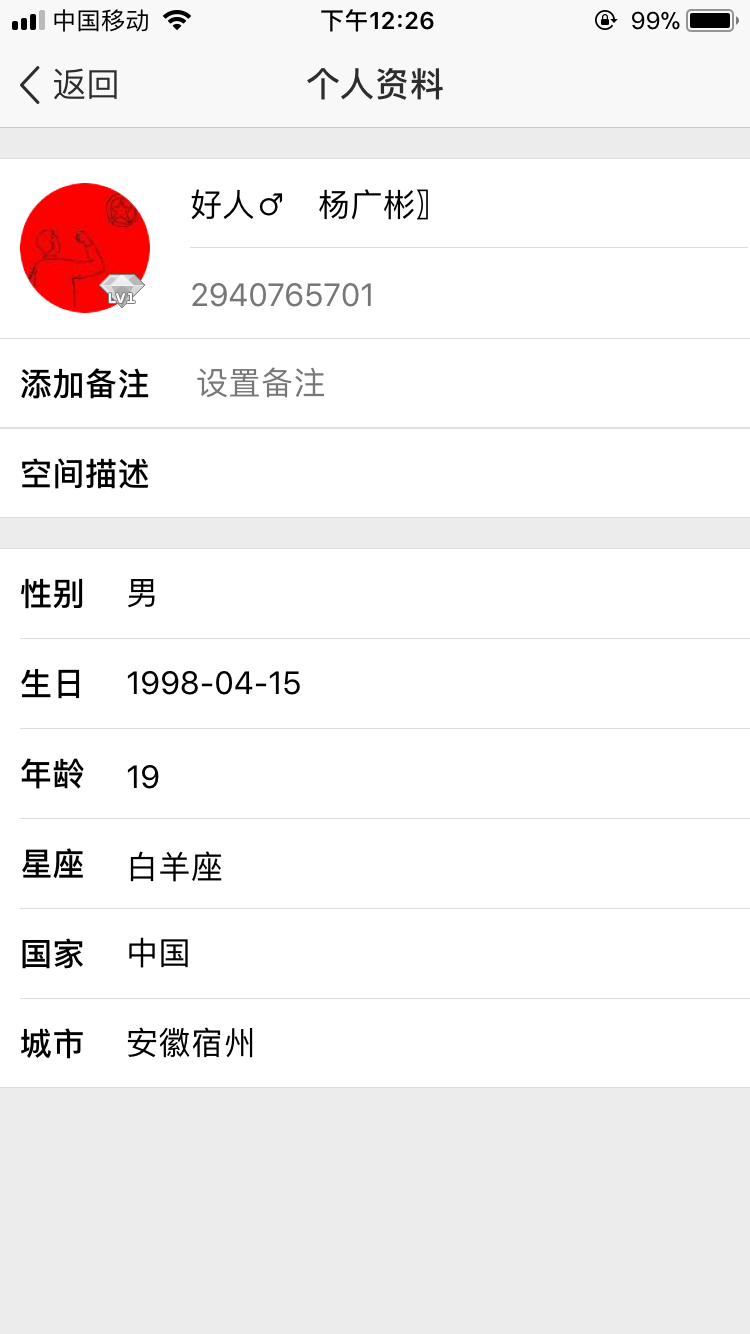 中国移动 下午12:26 99%
返回 个人资料
好人♂ 杨广彬〗
LV1
2940765701
添加备注 设置备注
空间描述
性别 男
生日 1998-04-15
年龄 19
星座 白羊座
国家 中国
城市 安徽宿州